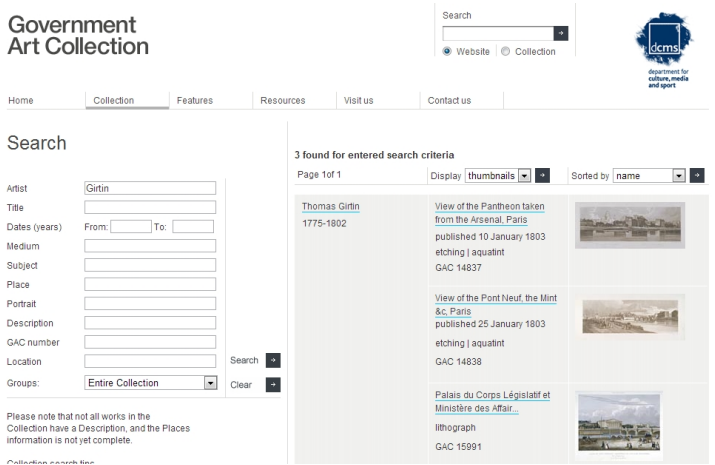 Government
Art Collection
Search
Website
Collection
dcms
department for
culture, media
and sport
Home
Collection
Features
Resources
Visit us
Contact us
Search
Artist
Girtin
Title
Dates (years)
From:
To:
Medium
Subject
Place
Portrait
Description
GAC number
Location
Search
Groups:
Entire Collection
Clear
Please note that not all works in the
Collection have a Description, and the Places
information is not yet complete.
Collection search tips
3 found for entered search criteria
Page 1of 1
Display
thumbnails
Sorted by
name
Thomas Girtin
1775-1802
View of the Pantheon taken
from the Arsenal, Paris
published 10 January 1803
etching | aquatint
GAC 14837
View of the Pont Neuf, the Mint
&c, Paris
published 25 January 1803
etching | aquatint
GAC 14838
Palais du Corps Législatif et
Ministère des Affair...
lithograph
GAC 15991